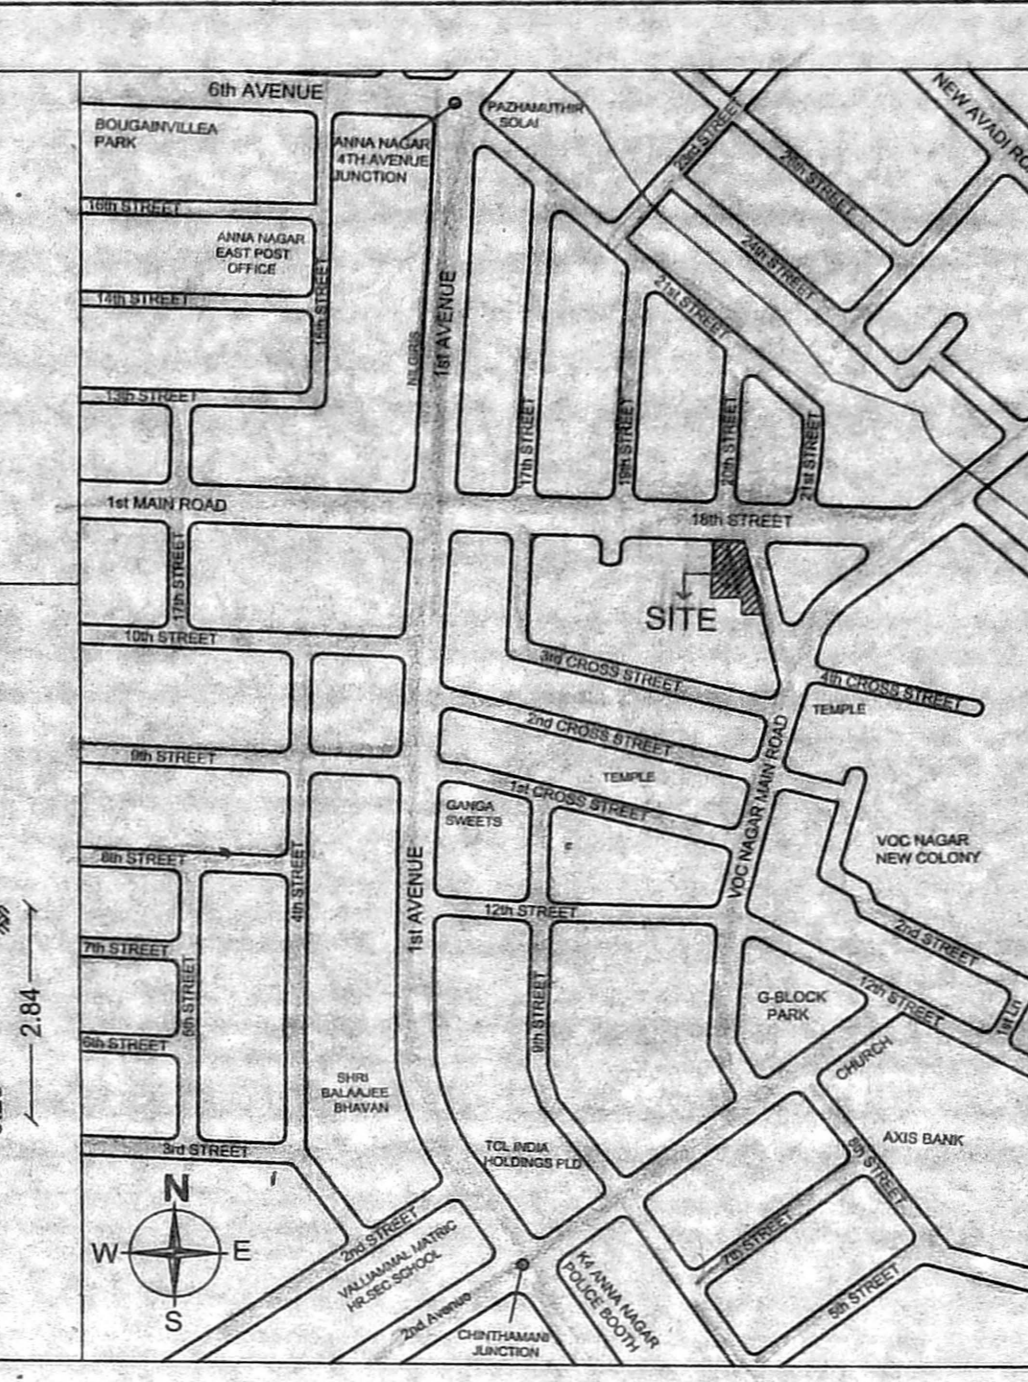 6th AVENUE
BOUGAINVILLEA
PARK
ANNA NAGAR
4TH AVENUE
JUNCTION
PAZHAMUTHIR
SOLAI
23rd STREET
NEW AVADI RO
16th STREET
ANNA NAGAR
EAST POST
OFFICE
24th STREET
14th STREET
15th STREET
1st AVENUE
NILGIRIS
21st STREET
13th STREET
17th STREET
19th STREET
20th STREET
21st STREET
1st MAIN ROAD
18th STREET
17th STREET
SITE
10th STREET
3rd CROSS STREET
4th CROSS STREET
TEMPLE
2nd CROSS STREET
9th STREET
TEMPLE
1st CROSS STREET
VOC NAGAR MAIN ROAD
GANGA
SWEETS
VOC NAGAR
NEW COLONY
8th STREET
4th STREET
1st AVENUE
12th STREET
2nd STREET
7th STREET
2.84
9th STREET
G-BLOCK
PARK
12th STREET
1st Ln
6th STREET
CHURCH
SHRI
BALAAJEE
BHAVAN
TCL INDIA
HOLDINGS PLD
AXIS BANK
3rd STREET
N
W
E
S
2nd STREET
VALLIAMMAL MATRIC
HR.SEC.SCHOOL
7th STREET
K4 ANNA NAGAR
POLICE BOOTH
5th STREET
2nd Avenue
CHINTHAMANI
JUNCTION